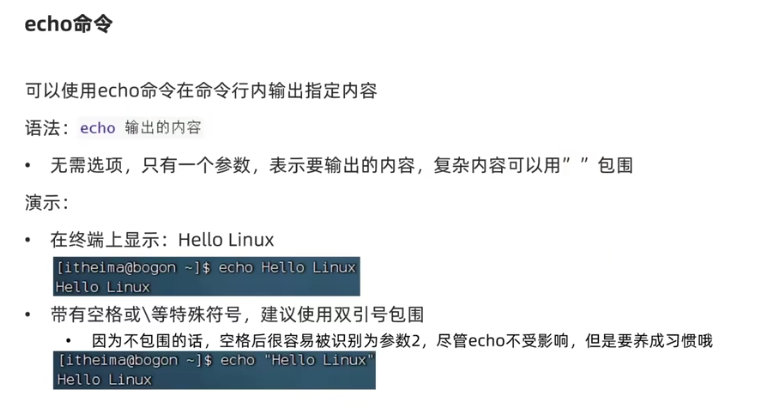 echo命令
可以使用echo命令在命令行内输出指定内容
语法：echo 输出的内容
• 无需选项，只有一个参数，表示要输出的内容，复杂内容可以用” ”包围
演示：
• 在终端上显示：Hello Linux
[itheima@bogon ~]$ echo Hello Linux
Hello Linux
• 带有空格或\等特殊符号，建议使用双引号包围
• 因为不包围的话，空格后很容易被识别为参数2，尽管echo不受影响，但是要养成习惯哦
[itheima@bogon ~]$ echo "Hello Linux"
Hello Linux